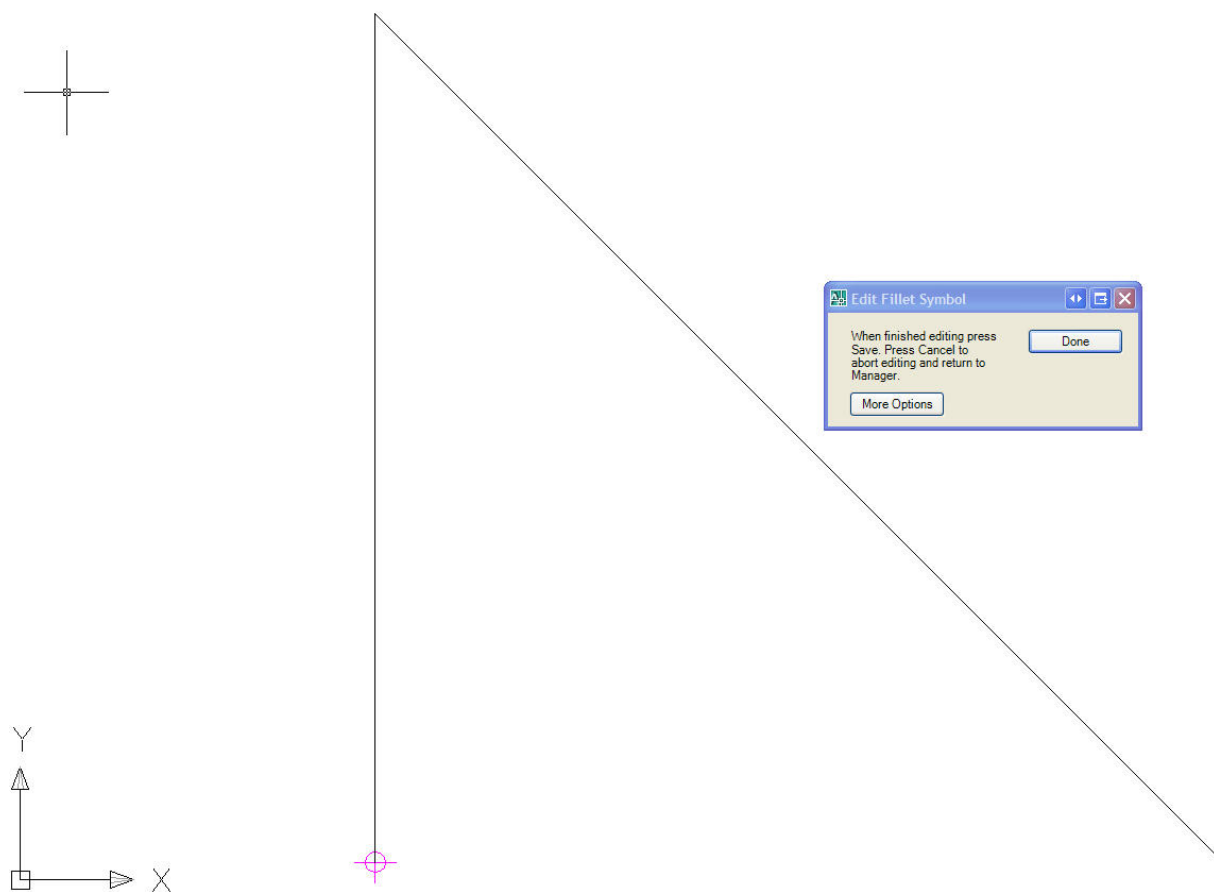 Edit Fillet Symbol
When finished editing press
Save. Press Cancel to
abort editing and return to
Manager.
Done
More Options
Y
X